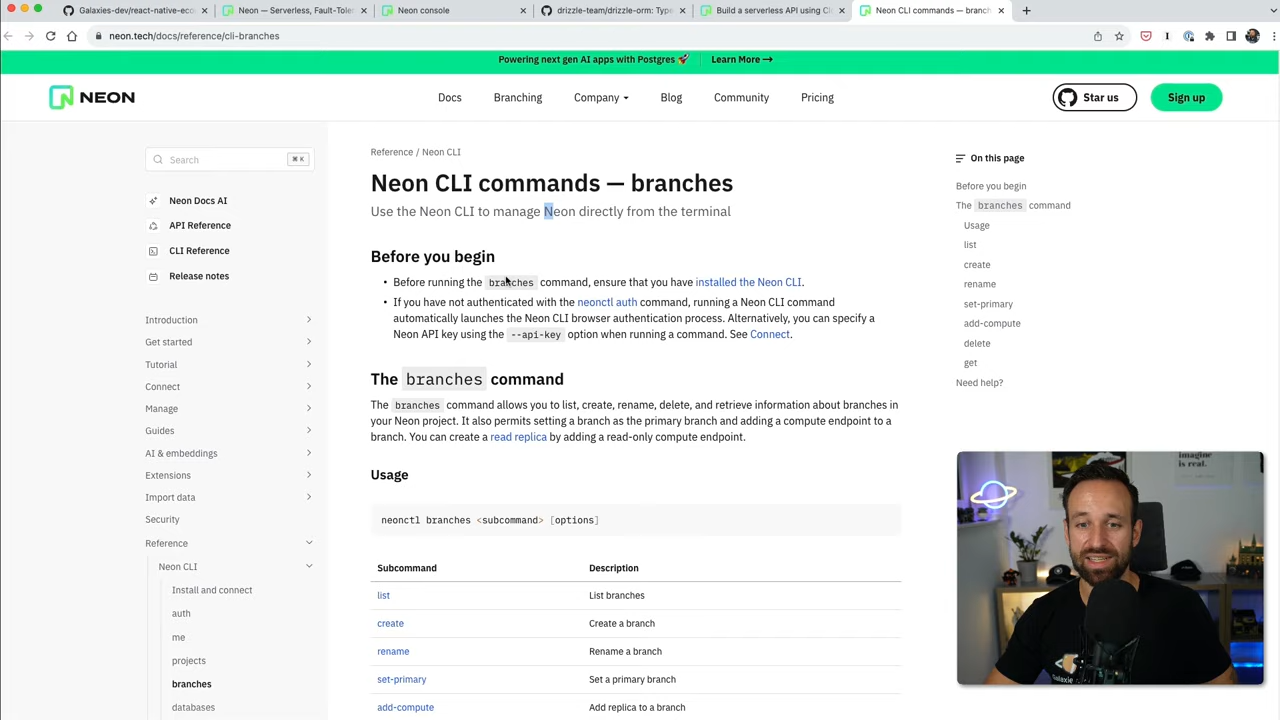 Galaxies-dev/react-native-eco
Neon — Serverless, Fault-Toler
Neon console
drizzle-team/drizzle-orm: Type
Build a serverless API using Cl
Neon CLI commands — branch
neon.tech/docs/reference/cli-branches
Powering next gen AI apps with Postgres 🚀 Learn More →
NEON
Docs
Branching
Company
Blog
Community
Pricing
Star us
Sign up
Search
⌘ K
Neon Docs AI
API Reference
CLI Reference
Release notes
Introduction
Get started
Tutorial
Connect
Manage
Guides
AI & embeddings
Extensions
Import data
Security
Reference
Neon CLI
Install and connect
auth
me
projects
branches
databases
Reference / Neon CLI
Neon CLI commands — branches
Use the Neon CLI to manage Neon directly from the terminal
Before you begin
• Before running the branches command, ensure that you have installed the Neon CLI.
• If you have not authenticated with the neonctl auth command, running a Neon CLI command
automatically launches the Neon CLI browser authentication process. Alternatively, you can specify a
Neon API key using the --api-key option when running a command. See Connect.
The branches command
The branches command allows you to list, create, rename, delete, and retrieve information about branches in
your Neon project. It also permits setting a branch as the primary branch and adding a compute endpoint to a
branch. You can create a read replica by adding a read-only compute endpoint.
Usage
neonctl branches <subcommand> [options]
Subcommand Description
list List branches
create Create a branch
rename Rename a branch
set-primary Set a primary branch
add-compute Add replica to a branch
On this page
Before you begin
The branches command
Usage
list
create
rename
set-primary
add-compute
delete
get
Need help?
imagine
is real.
Galaxie